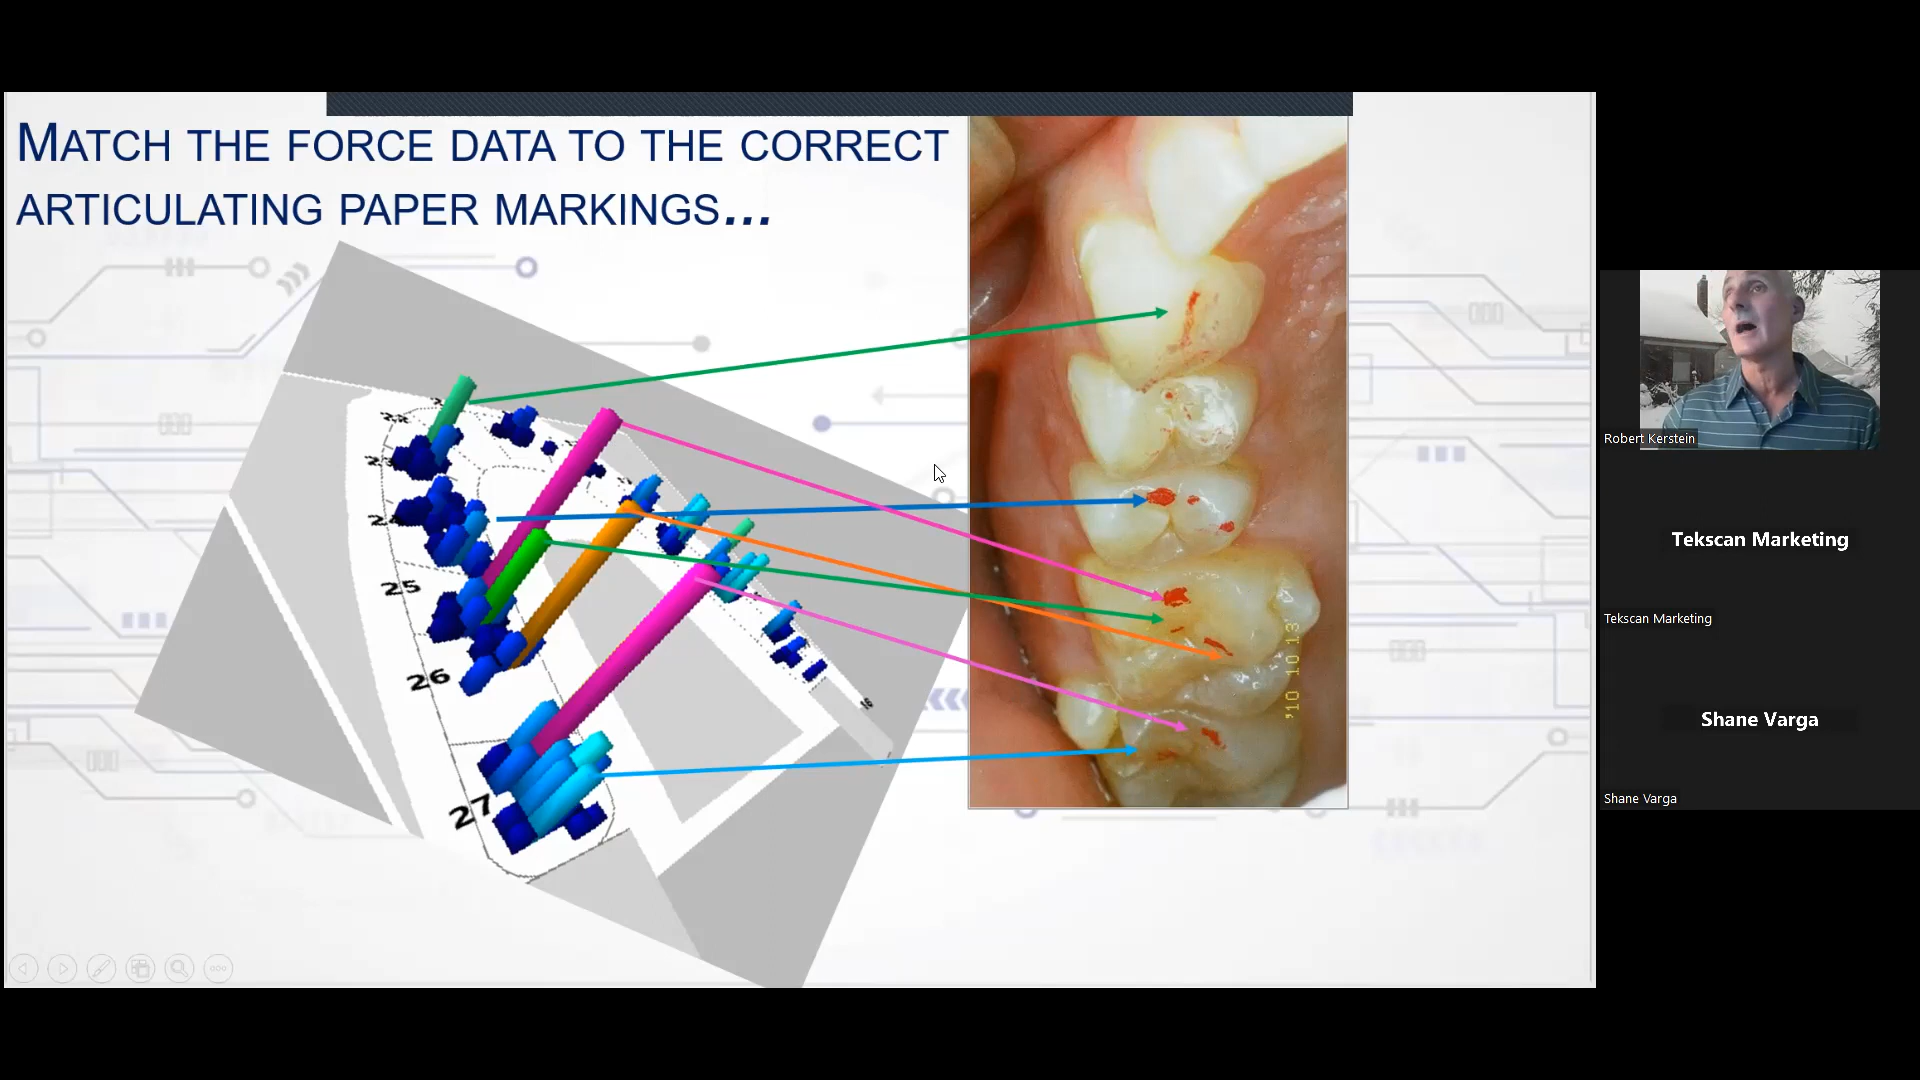 MATCH THE FORCE DATA TO THE CORRECT
ARTICULATING PAPER MARKINGS...
25
26
27
'10 10 13
Robert Kerstein
Tekscan Marketing
Tekscan Marketing
Shane Varga
Shane Varga